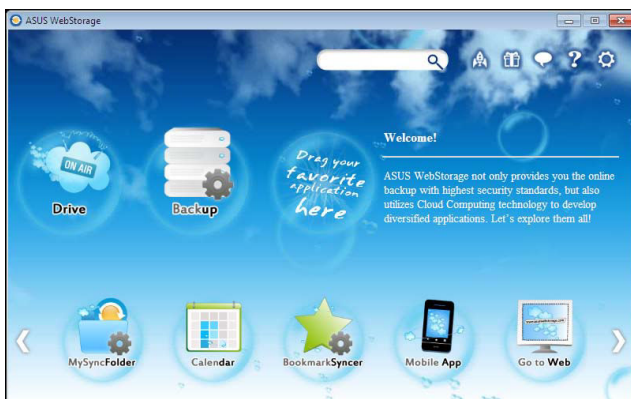 ASUS WebStorage
ON AIR
Drive
Backup
Drag your
favorite
application
here
Welcome!
ASUS WebStorage not only provides you the online
backup with highest security standards, but also
utilizes Cloud Computing technology to develop
diversified applications. Let's explore them all!
MySyncFolder
Calendar
BookmarkSyncer
Mobile App
Go to Web